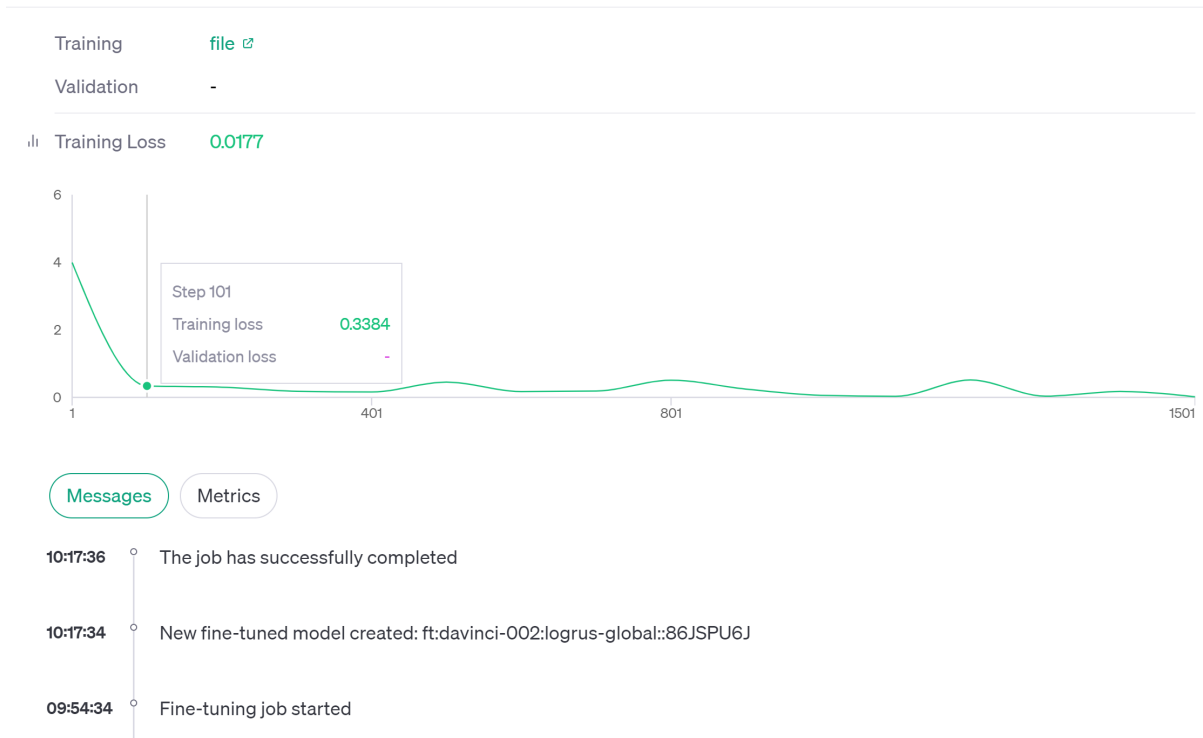 Training file
Validation -
Training Loss 0.0177
6
4
2
0
Step 101
Training loss 0.3384
Validation loss -
1 401 801 1501
Messages Metrics
10:17:36 The job has successfully completed
10:17:34 New fine-tuned model created: ft:davinci-002:logrus-global::86JSPU6J
09:54:34 Fine-tuning job started